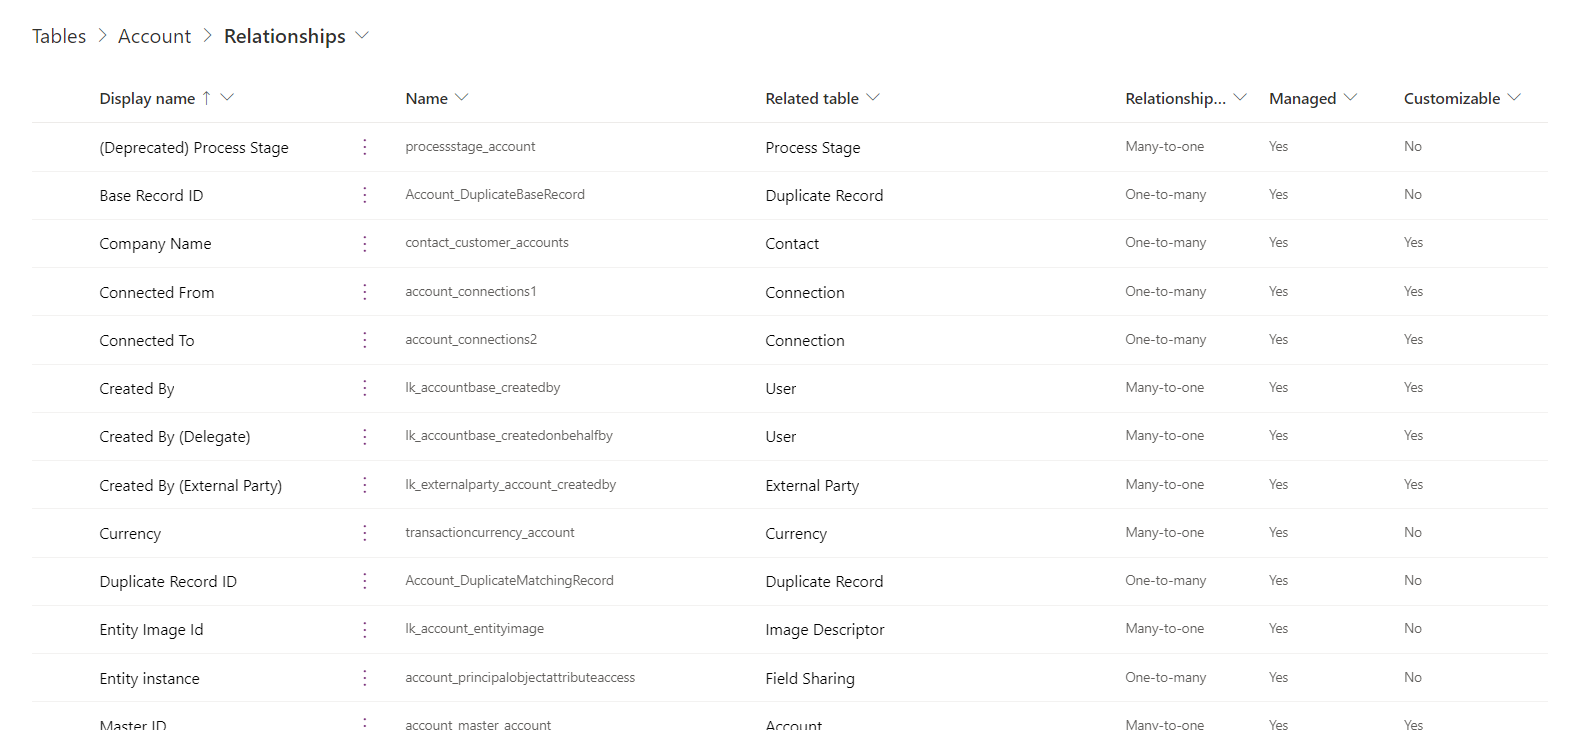 Tables > Account > Relationships
Display name ↑ Name Related table Relationship... Managed Customizable
(Deprecated) Process Stage processstage_account Process Stage Many-to-one Yes No
Base Record ID Account_DuplicateBaseRecord Duplicate Record One-to-many Yes No
Company Name contact_customer_accounts Contact One-to-many Yes Yes
Connected From account_connections1 Connection One-to-many Yes Yes
Connected To account_connections2 Connection One-to-many Yes Yes
Created By lk_accountbase_createdby User Many-to-one Yes Yes
Created By (Delegate) lk_accountbase_createdonbehalfby User Many-to-one Yes Yes
Created By (External Party) lk_externalparty_account_createdby External Party Many-to-one Yes Yes
Currency transactioncurrency_account Currency Many-to-one Yes No
Duplicate Record ID Account_DuplicateMatchingRecord Duplicate Record One-to-many Yes No
Entity Image Id lk_account_entityimage Image Descriptor Many-to-one Yes No
Entity instance account_principalobjectattributeaccess Field Sharing One-to-many Yes No
Master ID account_master_account Account Many-to-one Yes Yes